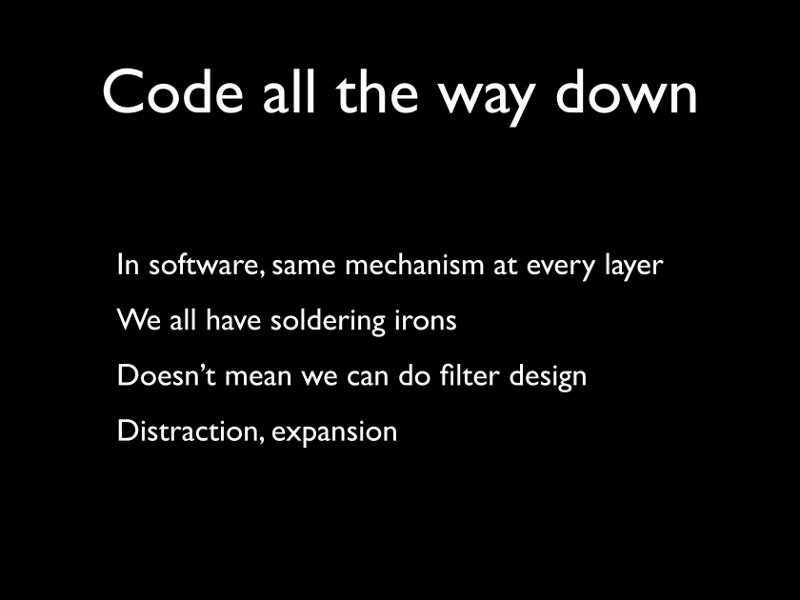 Code all the way down
In software, same mechanism at every layer
We all have soldering irons
Doesn’t mean we can do filter design
Distraction, expansion